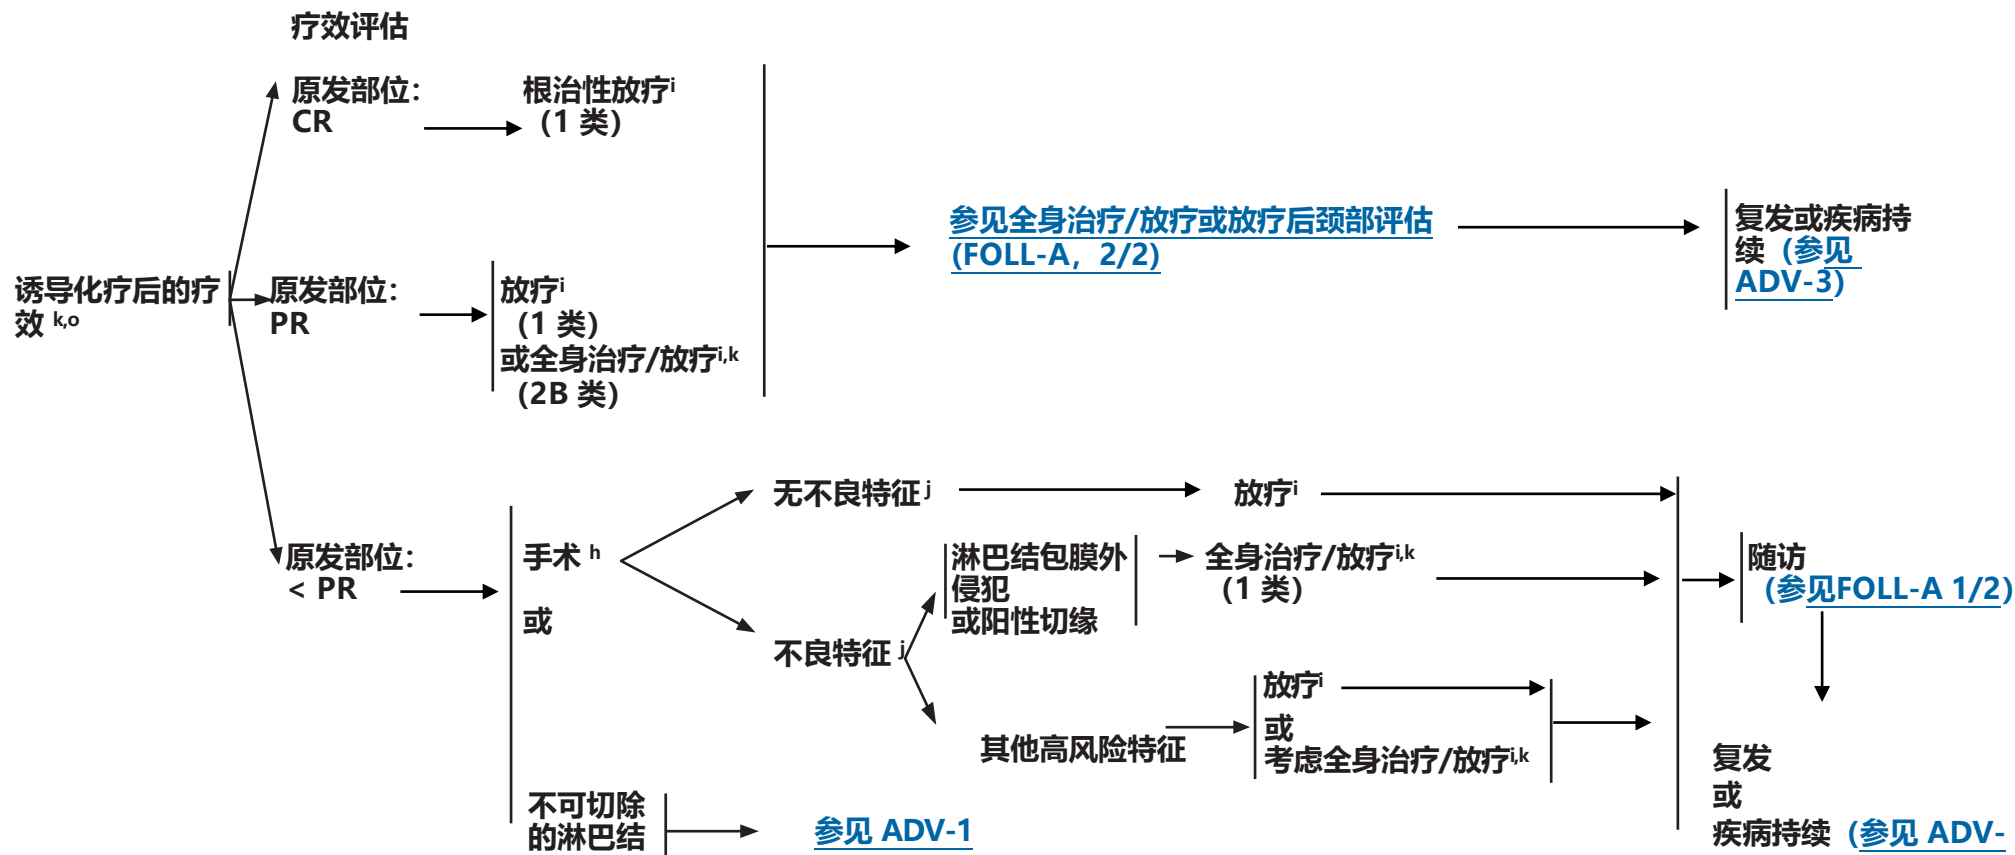 疗效评估
原发部位：
CR
根治性放疗i
（1 类）
诱导化疗后的疗
效 k,o
原发部位：
PR
放疗i
（1 类）
或全身治疗/放疗i,k
（2B 类）
参见全身治疗/放疗或放疗后颈部评估
(FOLL-A，2/2)
复发或疾病持
续（参见
ADV-3）
原发部位：
< PR
手术 h
或
不可切除
的淋巴结
参见 ADV-1
无不良特征 j
放疗i
不良特征 j
淋巴结包膜外
侵犯
或阳性切缘
全身治疗/放疗i,k
（1 类）
其他高风险特征
放疗i
或
考虑全身治疗/放疗i,k
随访
（参见FOLL-A 1/2）
复发
或
疾病持续（参见 ADV-